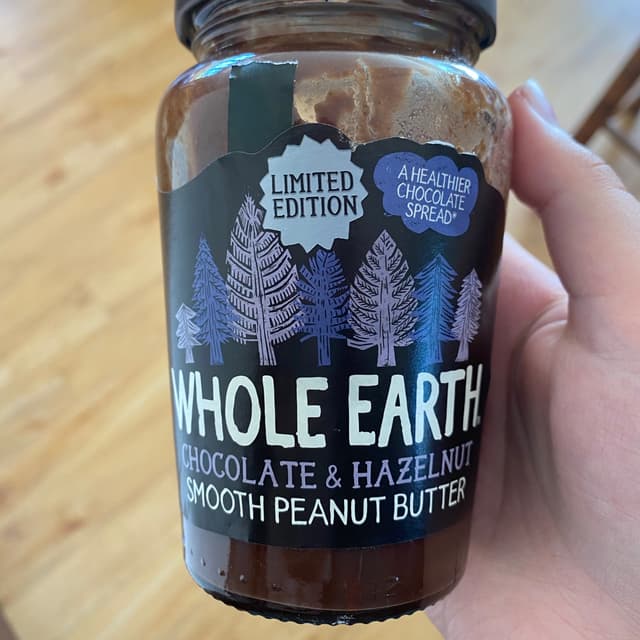 LIMITED
EDITION
A HEALTHIER
CHOCOLATE
SPREAD*
WHOLE EARTH.
CHOCOLATE & HAZELNUT
SMOOTH PEANUT BUTTER